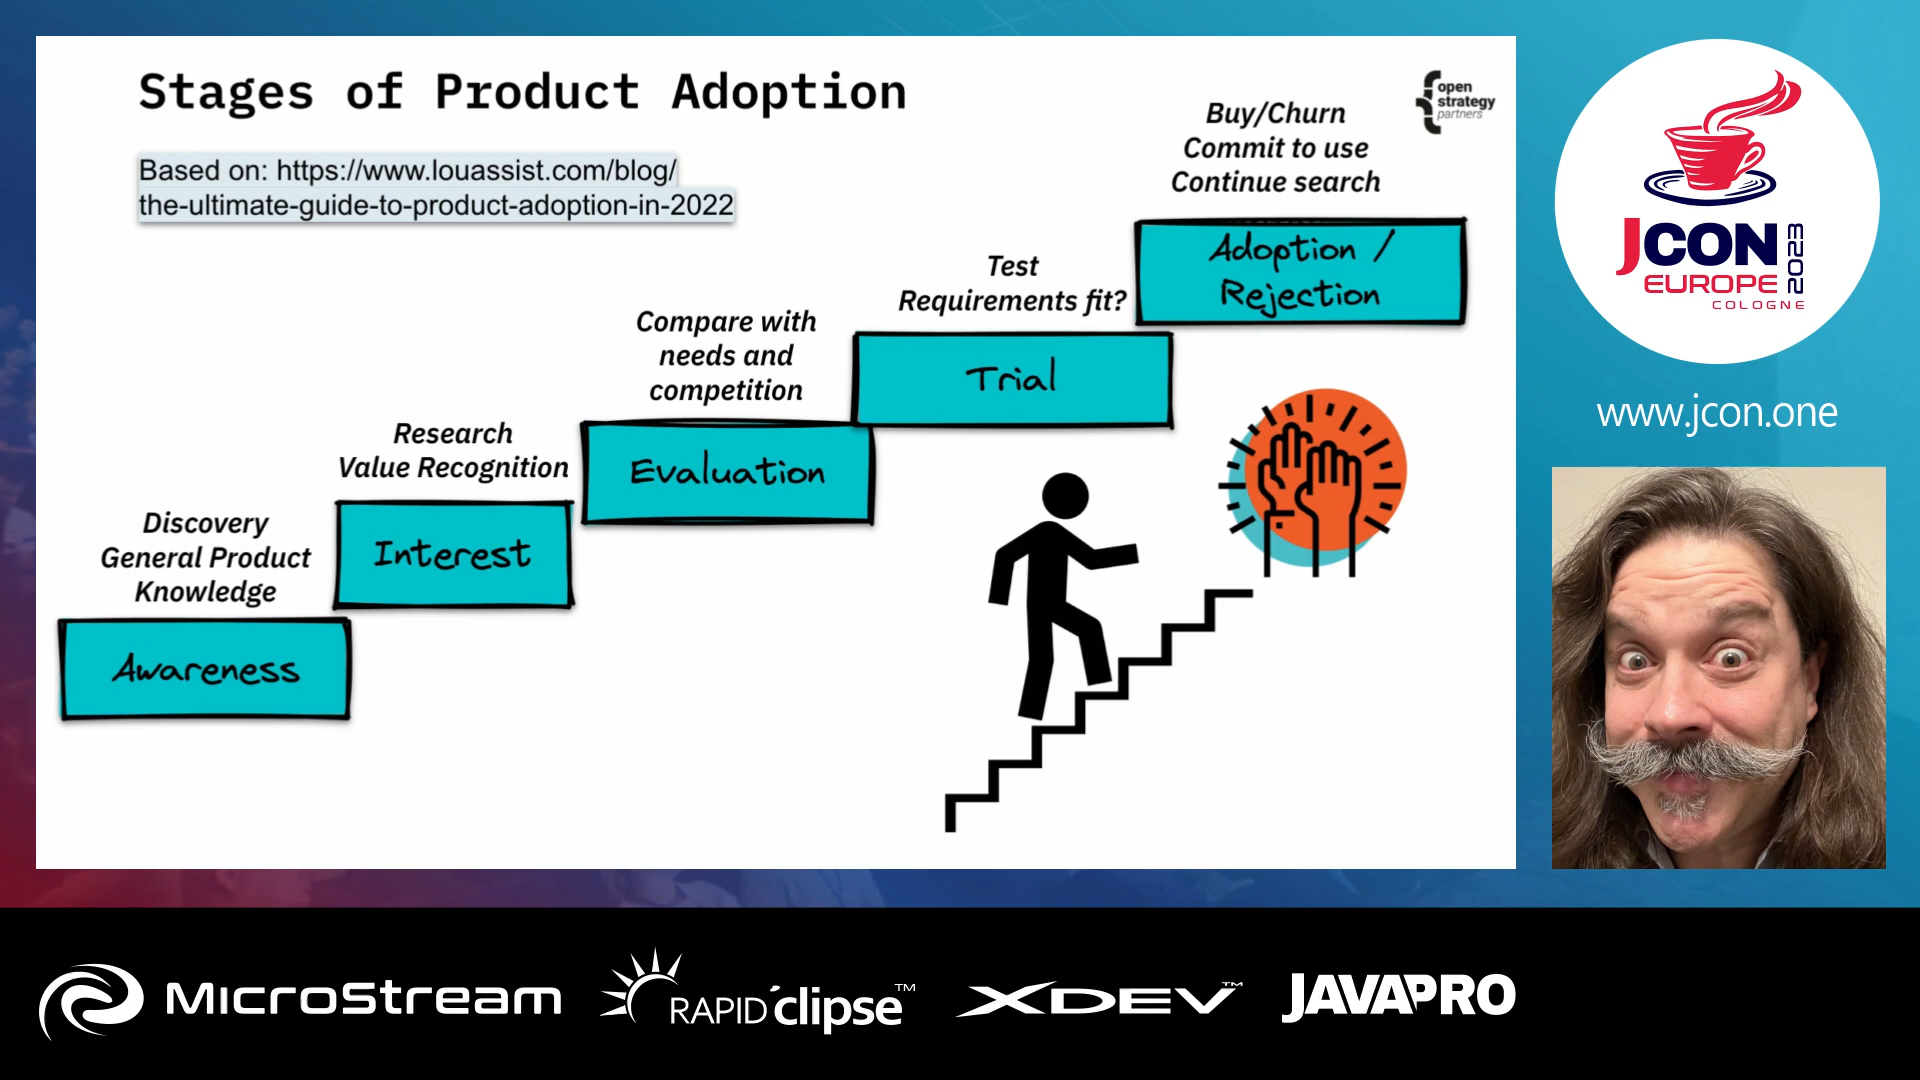 Stages of Product Adoption
Based on: https://www.louassist.com/blog/
the-ultimate-guide-to-product-adoption-in-2022
open
strategy
partners
Buy/Churn
Commit to use
Continue search
Adoption /
Rejection
Test
Requirements fit?
Trial
Compare with
needs and
competition
Evaluation
Research
Value Recognition
Interest
Discovery
General Product
Knowledge
Awareness
JCON
EUROPE
COLOGNE
2023
www.jcon.one
MICROSTREAM
RAPID'clipse™
XDEV™
JAVAPRO